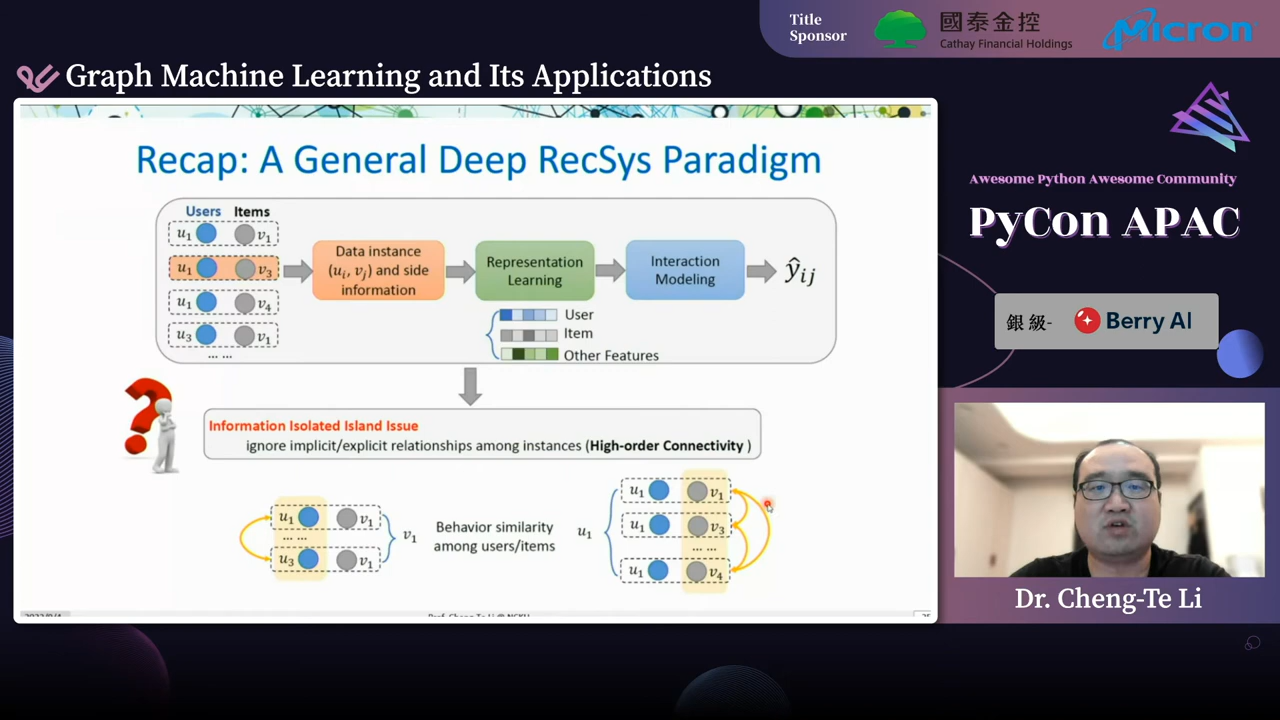 Title
Sponsor
國泰金控
Cathay Financial Holdings
Micron
Graph Machine Learning and Its Applications
Recap: A General Deep RecSys Paradigm
Users Items
u₁ v₁
u₁ v₃
u₁ v₄
u₃ v₁
... ...
Data instance
(uᵢ, vⱼ) and side
information
Representation
Learning
Interaction
Modeling
ŷᵢⱼ
User
Item
Other Features
?
Information Isolated Island Issue
ignore implicit/explicit relationships among instances (High-order Connectivity )
u₁ v₁
... ...
u₃ v₁
v₁
Behavior similarity
among users/items
u₁
u₁ v₁
u₁ v₃
... ...
u₁ v₄
Awesome Python Awesome Community
PyCon APAC
銀級-
Berry AI
Dr. Cheng-Te Li